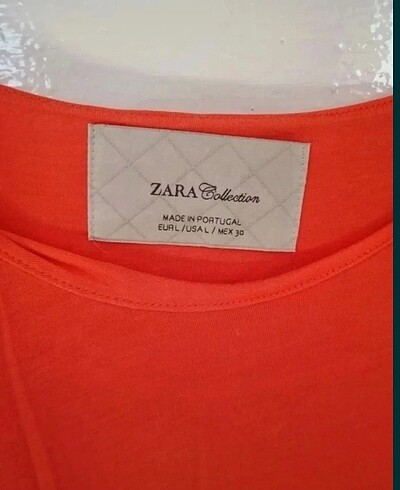 ZARA Collection
MADE IN PORTUGAL
EUR L / USA L / MEX 30